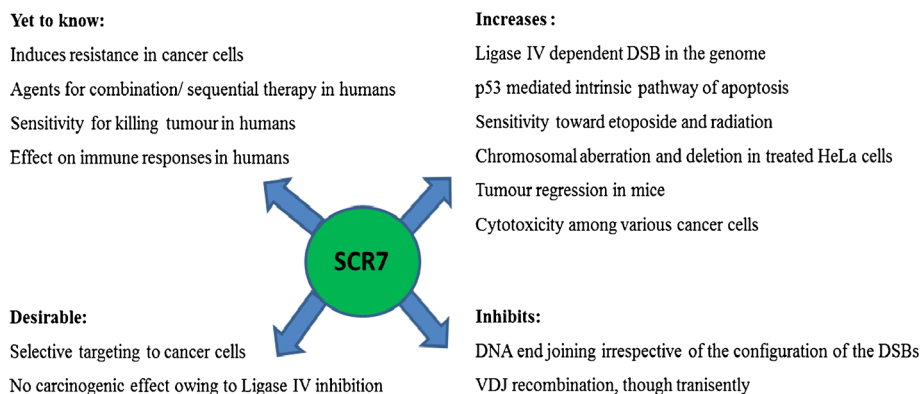 Yet to know:
Induces resistance in cancer cells
Agents for combination/ sequential therapy in humans
Sensitivity for killing tumour in humans
Effect on immune responses in humans
Increases :
Ligase IV dependent DSB in the genome
p53 mediated intrinsic pathway of apoptosis
Sensitivity toward etoposide and radiation
Chromosomal aberration and deletion in treated HeLa cells
Tumour regression in mice
Cytotoxicity among various cancer cells
SCR7
Desirable:
Selective targeting to cancer cells
No carcinogenic effect owing to Ligase IV inhibition
Inhibits:
DNA end joining irrespective of the configuration of the DSBs
VDJ recombination, though tranisently